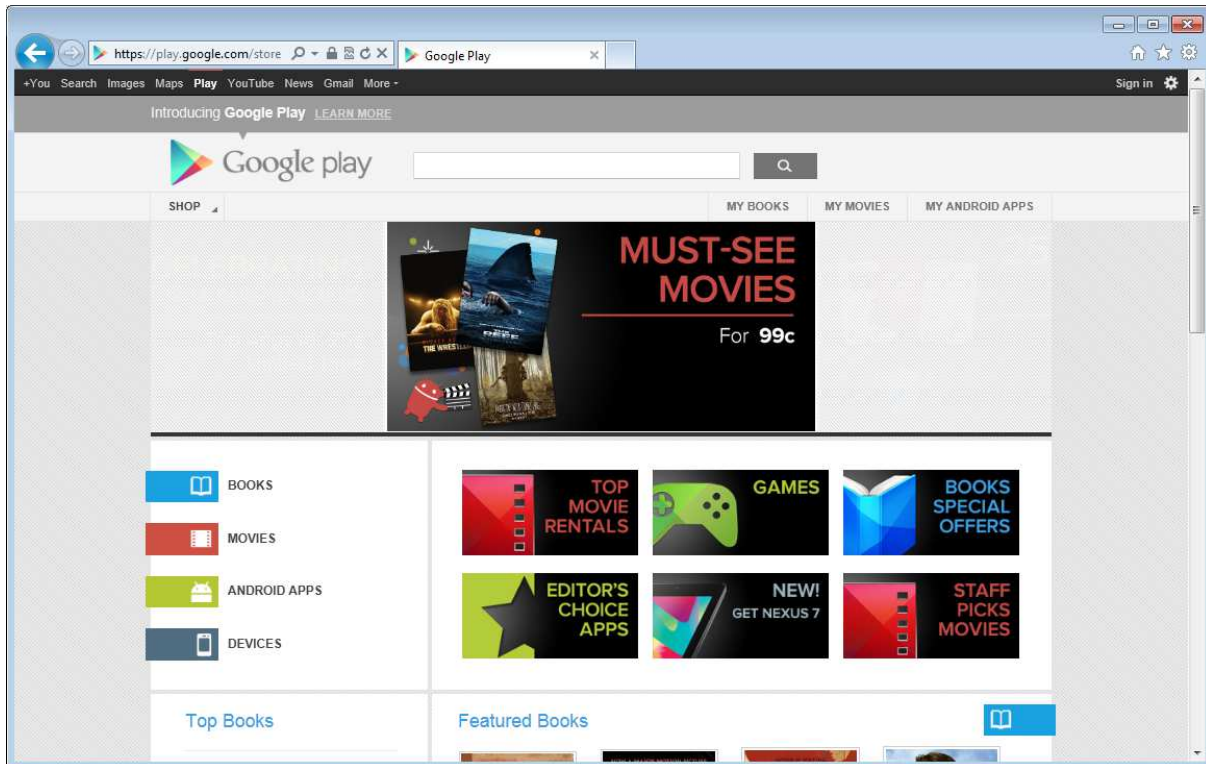 https://play.google.com/store
Google Play
+You Search Images Maps Play YouTube News Gmail More
Sign in
Introducing Google Play LEARN MORE
Google play
SHOP
MY BOOKS
MY MOVIES
MY ANDROID APPS
MUST-SEE
MOVIES
For 99c
THE WRESTLER
BOOKS
MOVIES
ANDROID APPS
DEVICES
TOP
MOVIE
RENTALS
GAMES
BOOKS
SPECIAL
OFFERS
EDITOR'S
CHOICE
APPS
NEW!
GET NEXUS 7
STAFF
PICKS
MOVIES
Top Books
Featured Books